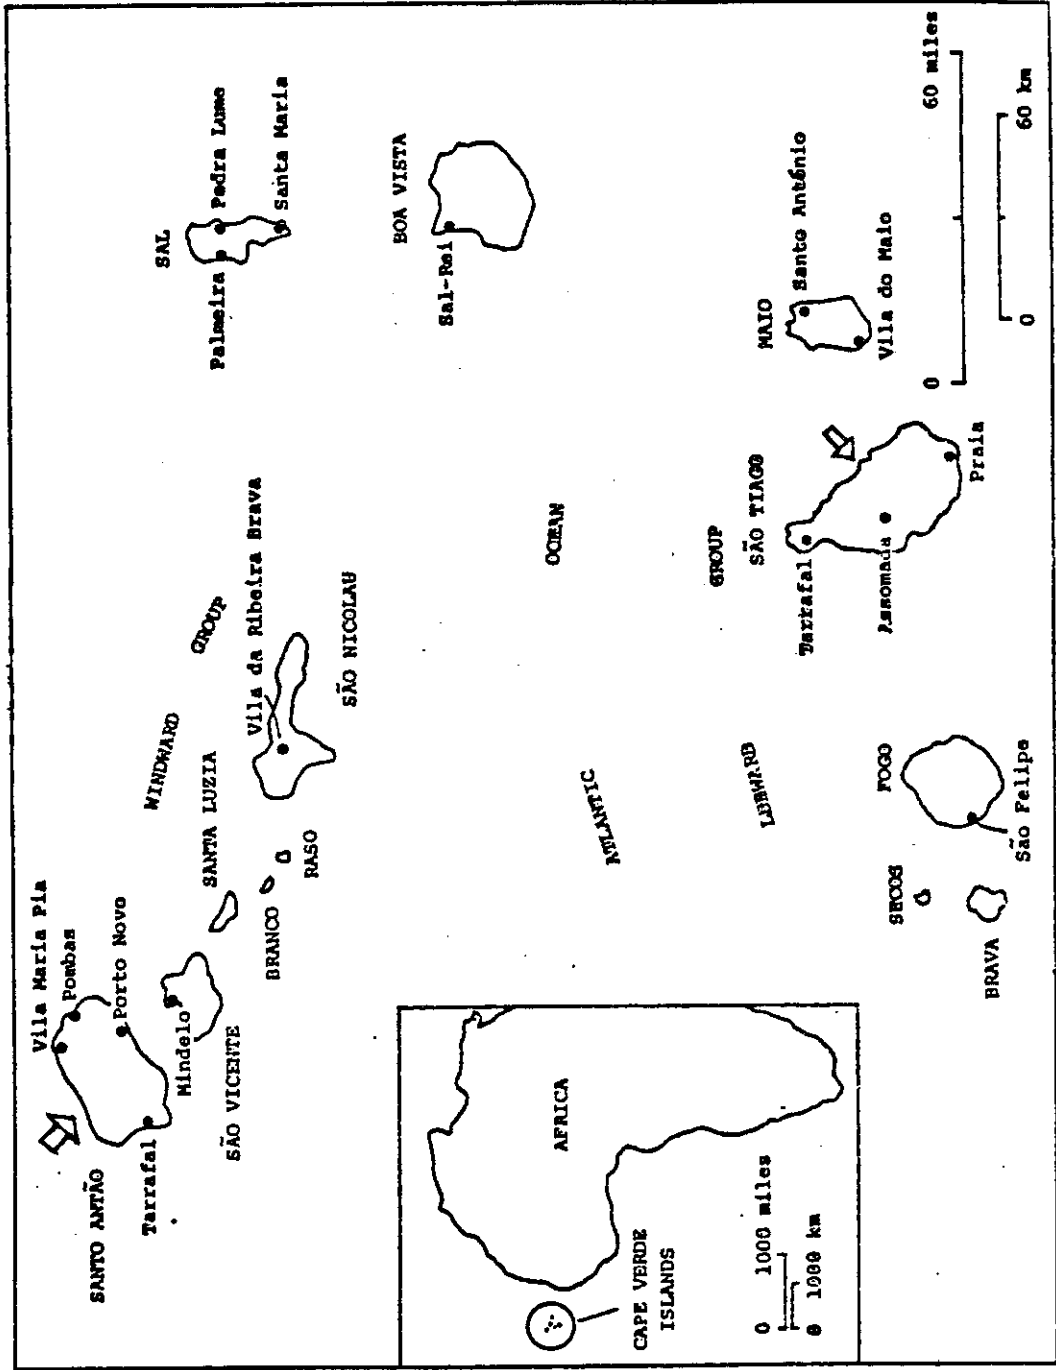 Vila Maria Pia
Pombas
Porto Novo
SANTO ANTÃO
Tarrafal
Mindelo
SÃO VICENTE
SANTA LUZIA
BRANCO
RASO
WINDWARD
GROUP
Vila da Ribeira Brava
SÃO NICOLAU
SAL
Palmeira
Pedra Lume
Santa Maria
BOA VISTA
Sal-Rei
ATLANTIC
OCEAN
LEEWARD
GROUP
SECOS
BRAVA
FOGO
São Felipe
SÃO TIAGO
Tarrafal
Assomada
Praia
MAIO
Santo António
Vila do Maio
0 60 miles
0 60 km
AFRICA
CAPE VERDE
ISLANDS
0 1000 miles
0 1000 km